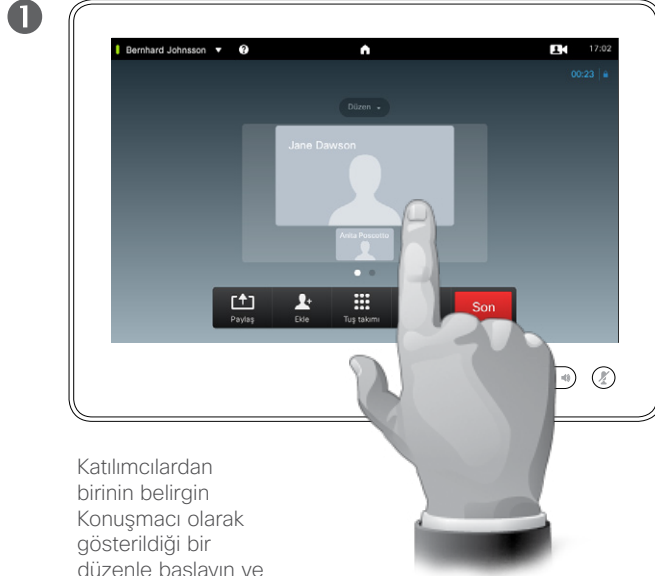 1
Bernhard Johnsson
?
17:02
00:23
Düzen
Jane Dawson
Anita Puszetto
Paylaş
Ekle
Tuş takımı
Son
Katılımcılardan
birinin belirgin
Konuşmacı olarak
gösterildiği bir
düzenle başlayın ve